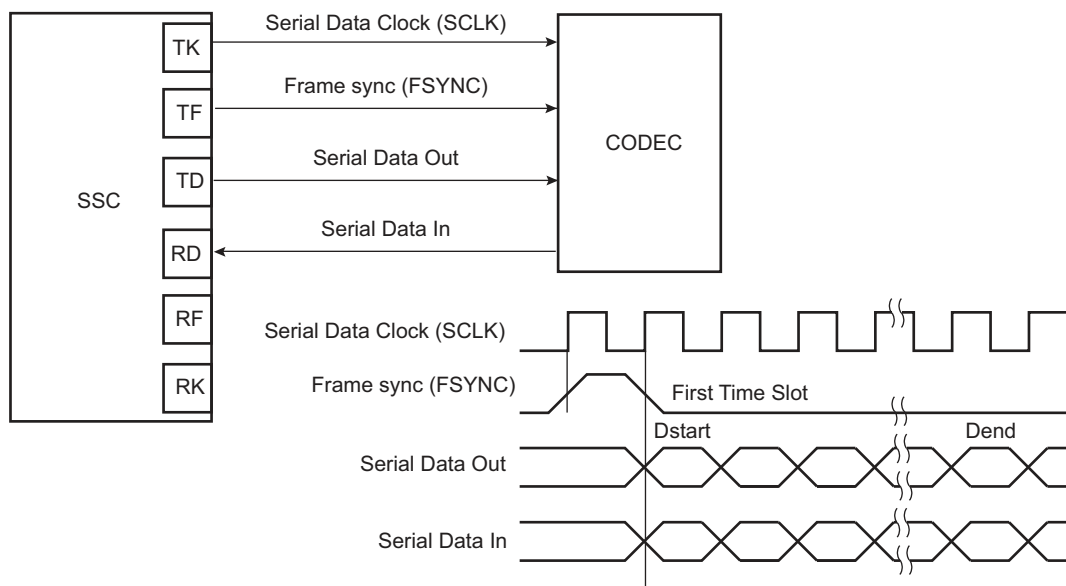 Serial Data Clock (SCLK)
TK
Frame sync (FSYNC)
TF
CODEC
Serial Data Out
TD
SSC
Serial Data In
RD
RF
Serial Data Clock (SCLK)
RK
Frame sync (FSYNC)
First Time Slot
Dstart
Dend
Serial Data Out
Serial Data In